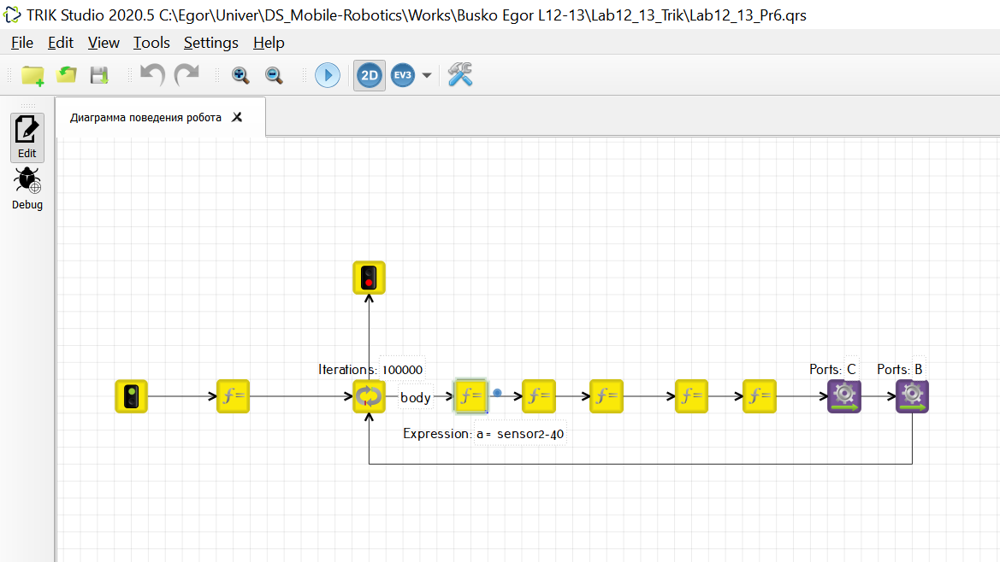 TRIK Studio 2020.5 C:\Egor\Univer\DS_Mobile-Robotics\Works\Busko Egor L12-13\Lab12_13_Trik\Lab12_13_Pr6.qrs
File Edit View Tools Settings Help
2D EV3
Диаграмма поведения робота X
Edit
Debug
Iterations: 100000
Ports: C Ports: B
f= body f= f= f= f= f=
Expression: a = sensor2-40